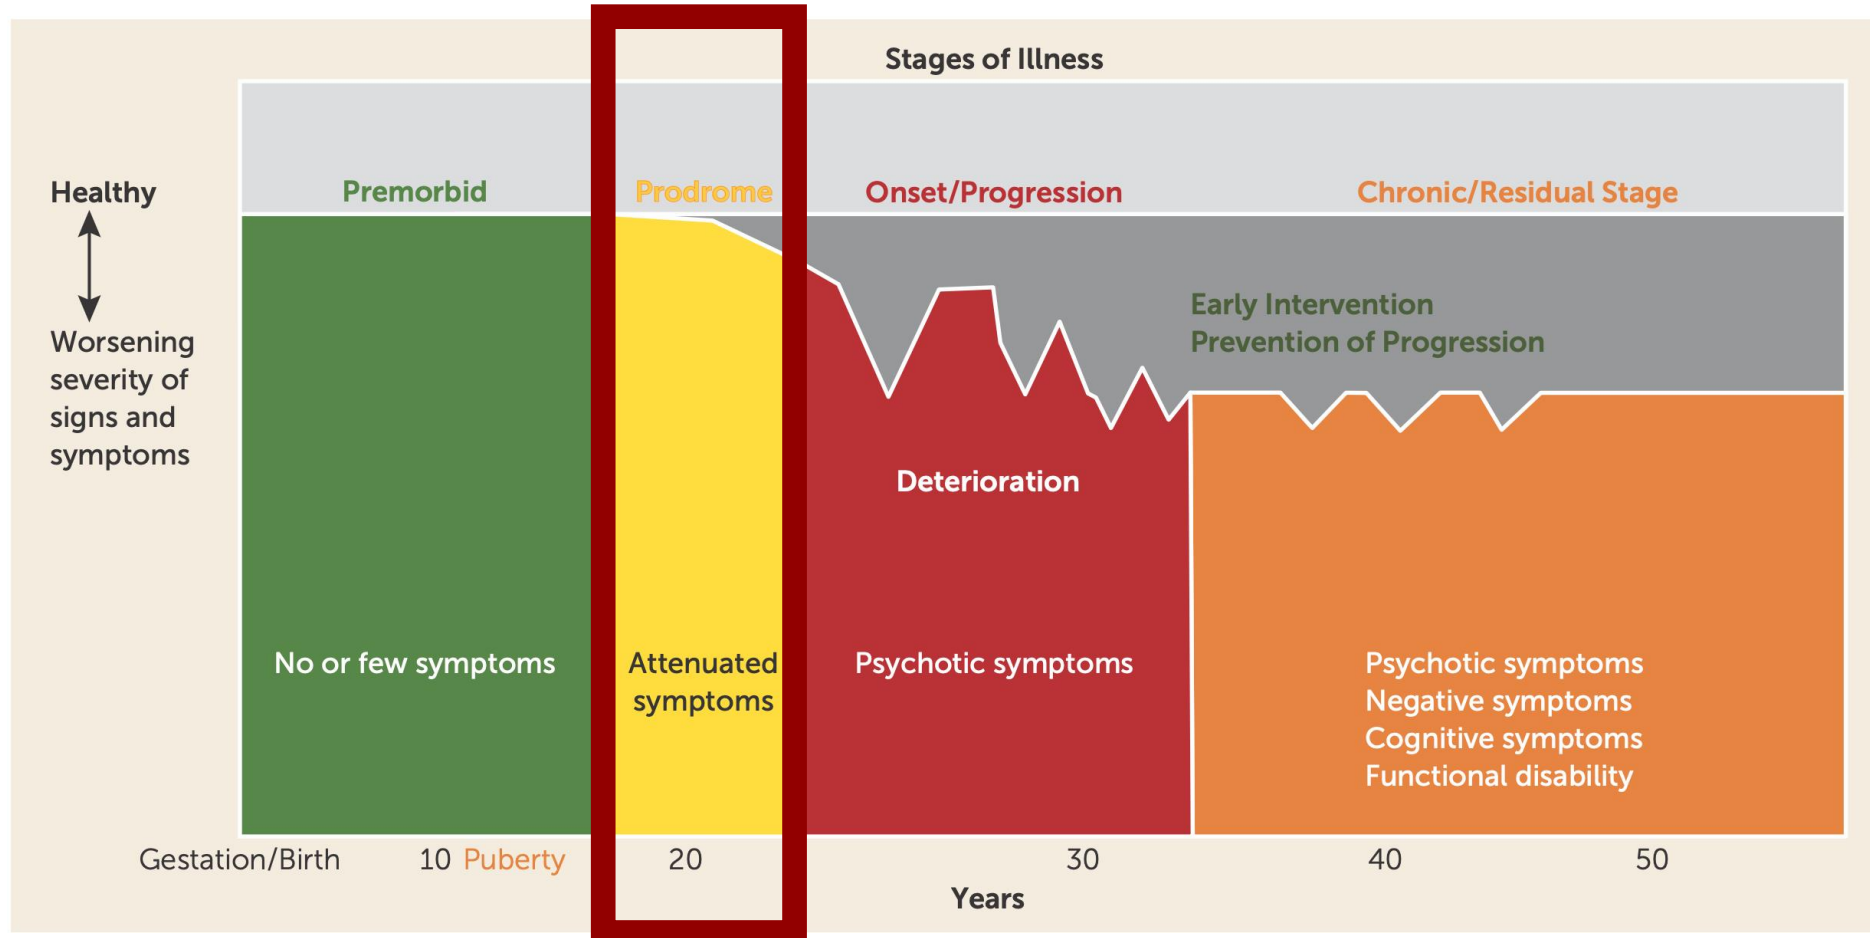 Stages of Illness
Healthy
Premorbid
Prodrome
Onset/Progression
Chronic/Residual Stage
Worsening
severity of
signs and
symptoms
Early Intervention
Prevention of Progression
Deterioration
No or few symptoms
Attenuated
symptoms
Psychotic symptoms
Psychotic symptoms
Negative symptoms
Cognitive symptoms
Functional disability
Gestation/Birth
10 Puberty
20
30
40
50
Years